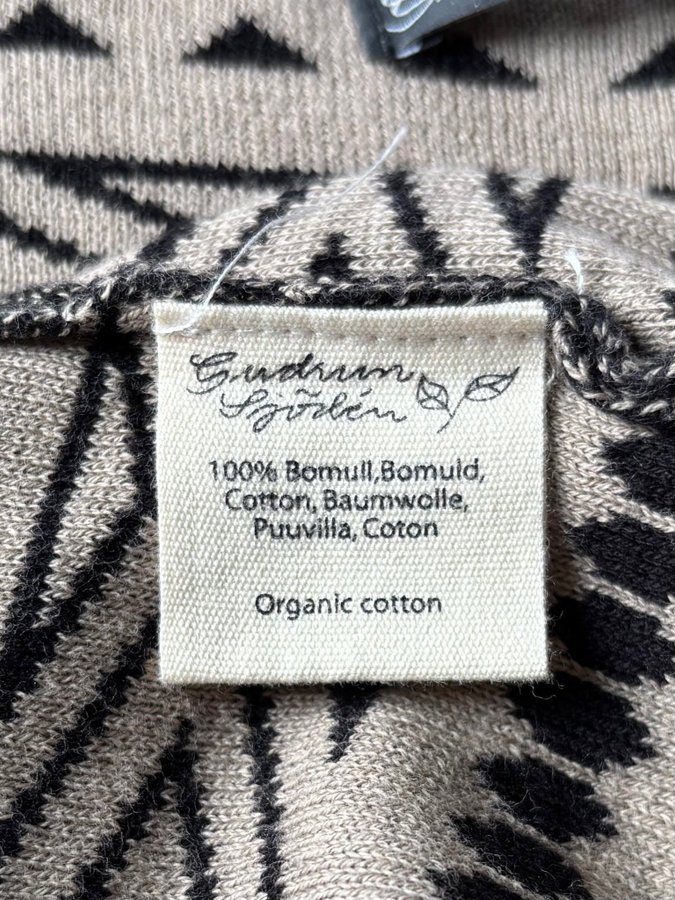 Gudrun
Sjödén
100% Bomull,Bomuld,
Cotton, Baumwolle,
Puuvilla, Coton
Organic cotton